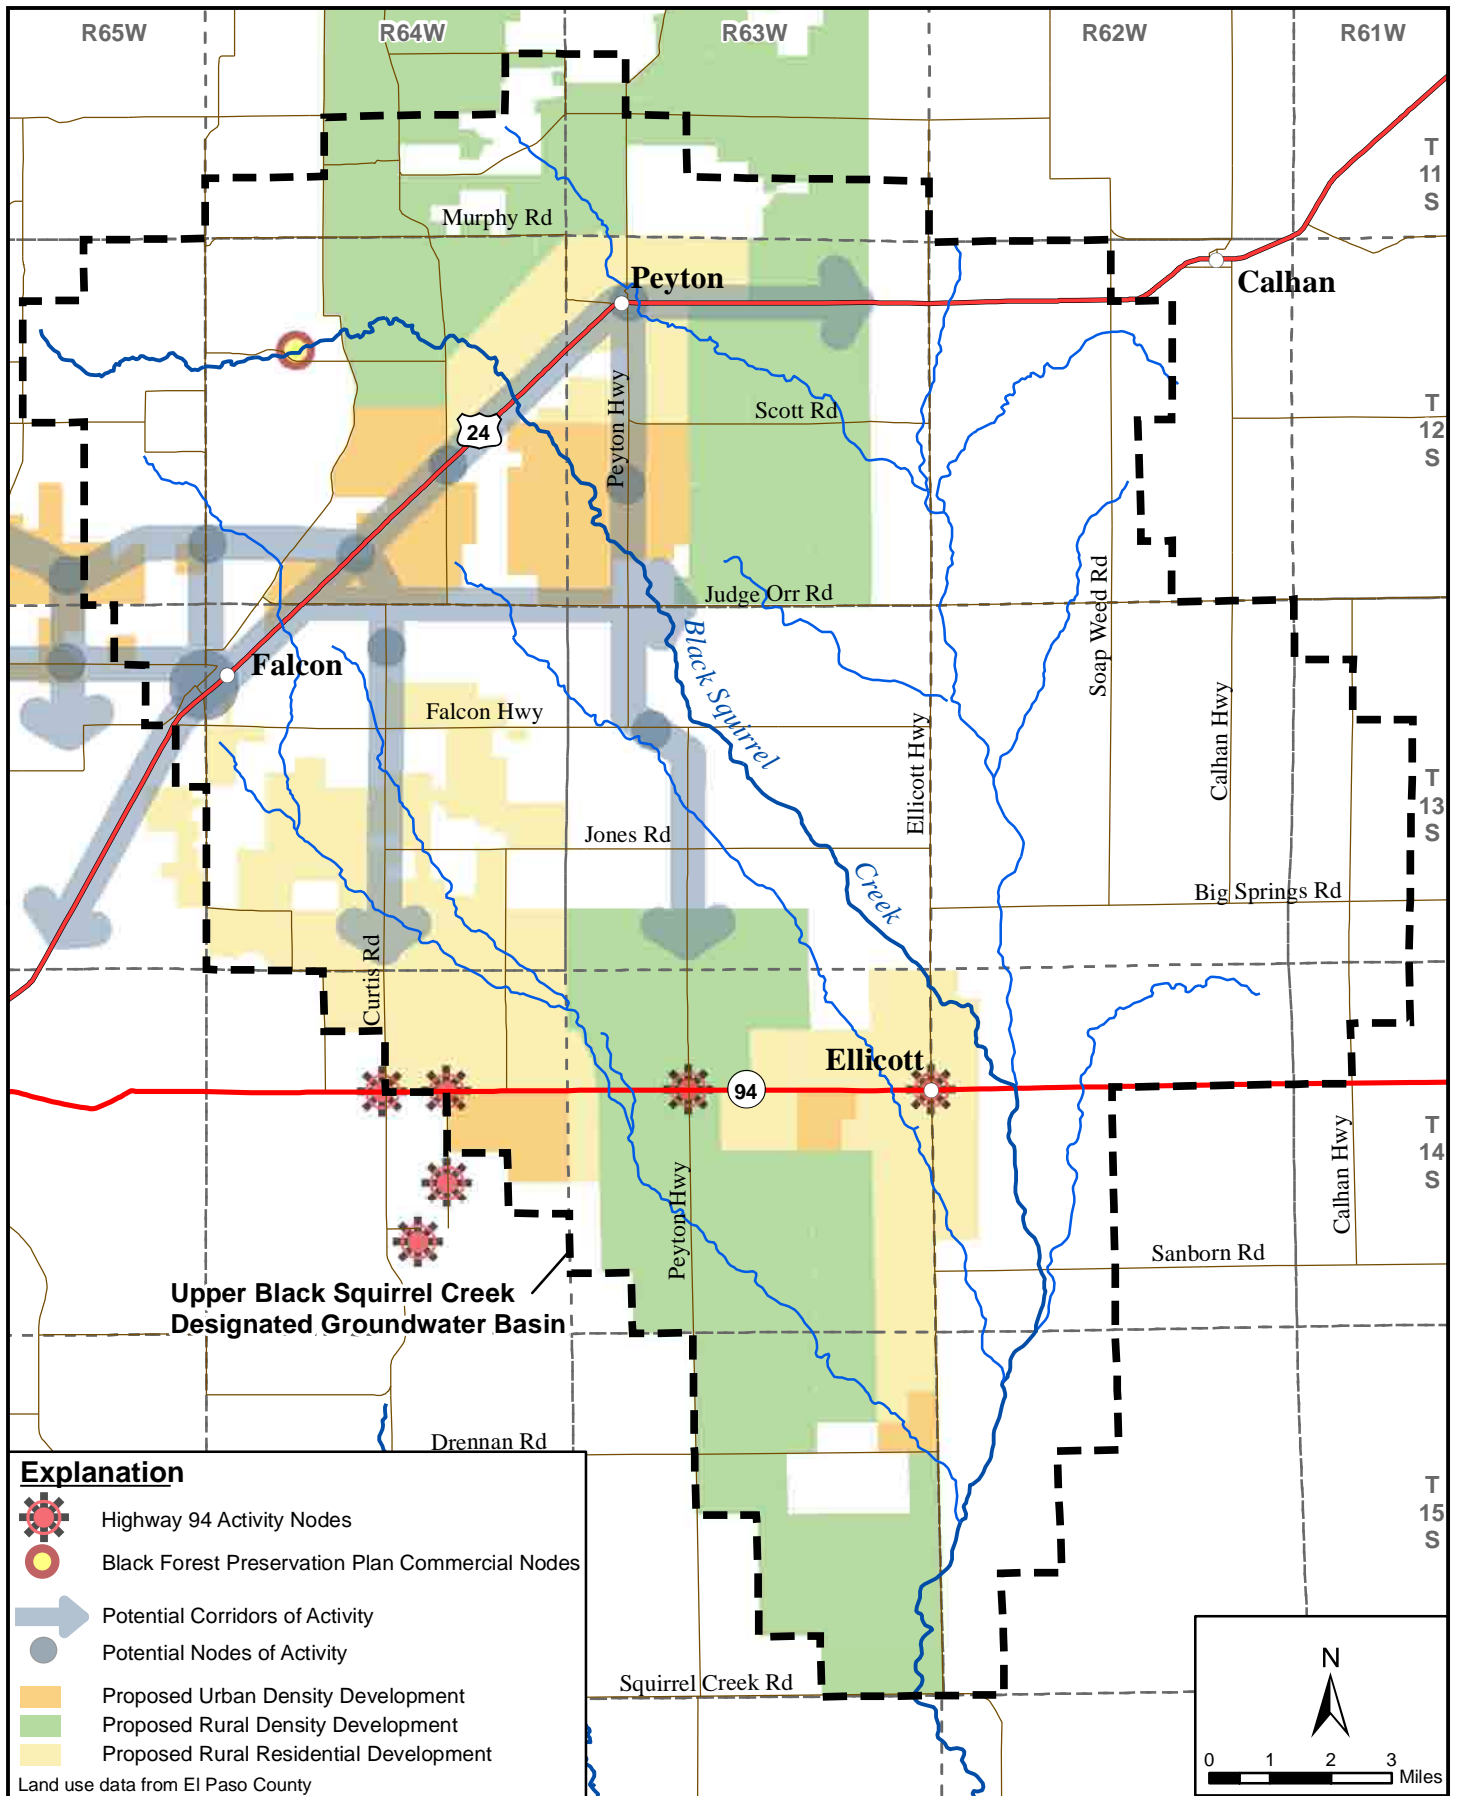 R65W
R64W
R63W
R62W
R61W
T
11
S
Murphy Rd
Peyton
Calhan
24
Peyton Hwy
Scott Rd
T
12
S
Judge Orr Rd
Soap Weed Rd
Black Squirrel
Creek
Falcon
Falcon Hwy
Ellicott Hwy
Calhan Hwy
T
13
S
Jones Rd
Big Springs Rd
Curtis Rd
Ellicott
94
T
14
S
Calhan Hwy
Peyton Hwy
Sanborn Rd
Upper Black Squirrel Creek
Designated Groundwater Basin
Drennan Rd
T
15
S
Squirrel Creek Rd
Explanation
Highway 94 Activity Nodes
Black Forest Preservation Plan Commercial Nodes
Potential Corridors of Activity
Potential Nodes of Activity
Proposed Urban Density Development
Proposed Rural Density Development
Proposed Rural Residential Development
Land use data from El Paso County
N
0 1 2 3
Miles